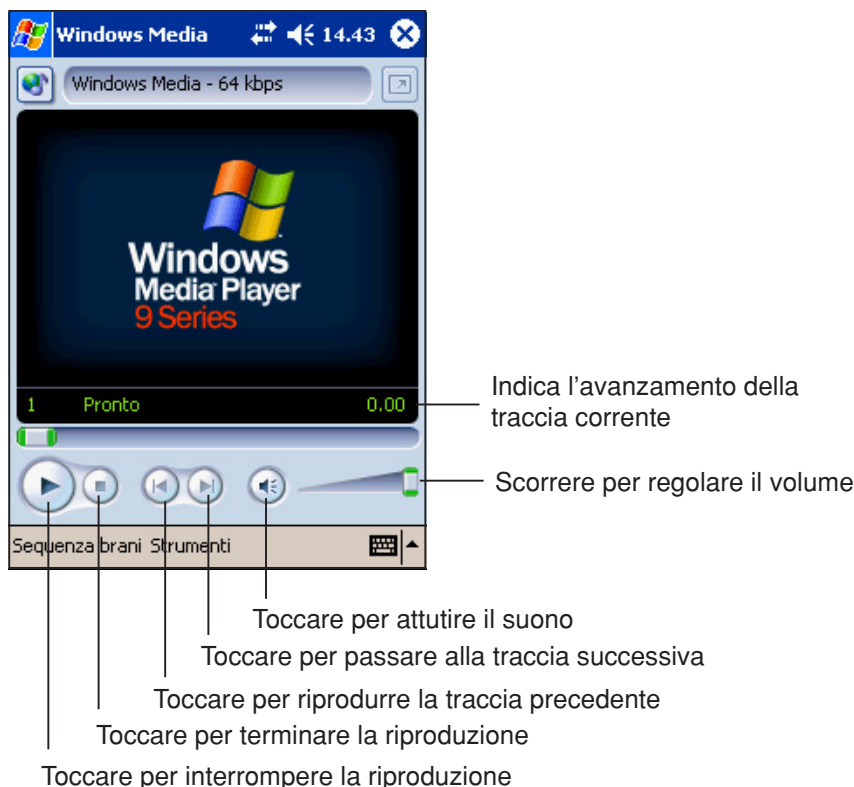 Windows Media 14.43
Windows Media - 64 kbps
Windows
Media Player
9 Series
1 Pronto 0.00
Indica l'avanzamento della
traccia corrente
Scorrere per regolare il volume
Sequenza brani Strumenti
Toccare per attutire il suono
Toccare per passare alla traccia successiva
Toccare per riprodurre la traccia precedente
Toccare per terminare la riproduzione
Toccare per interrompere la riproduzione